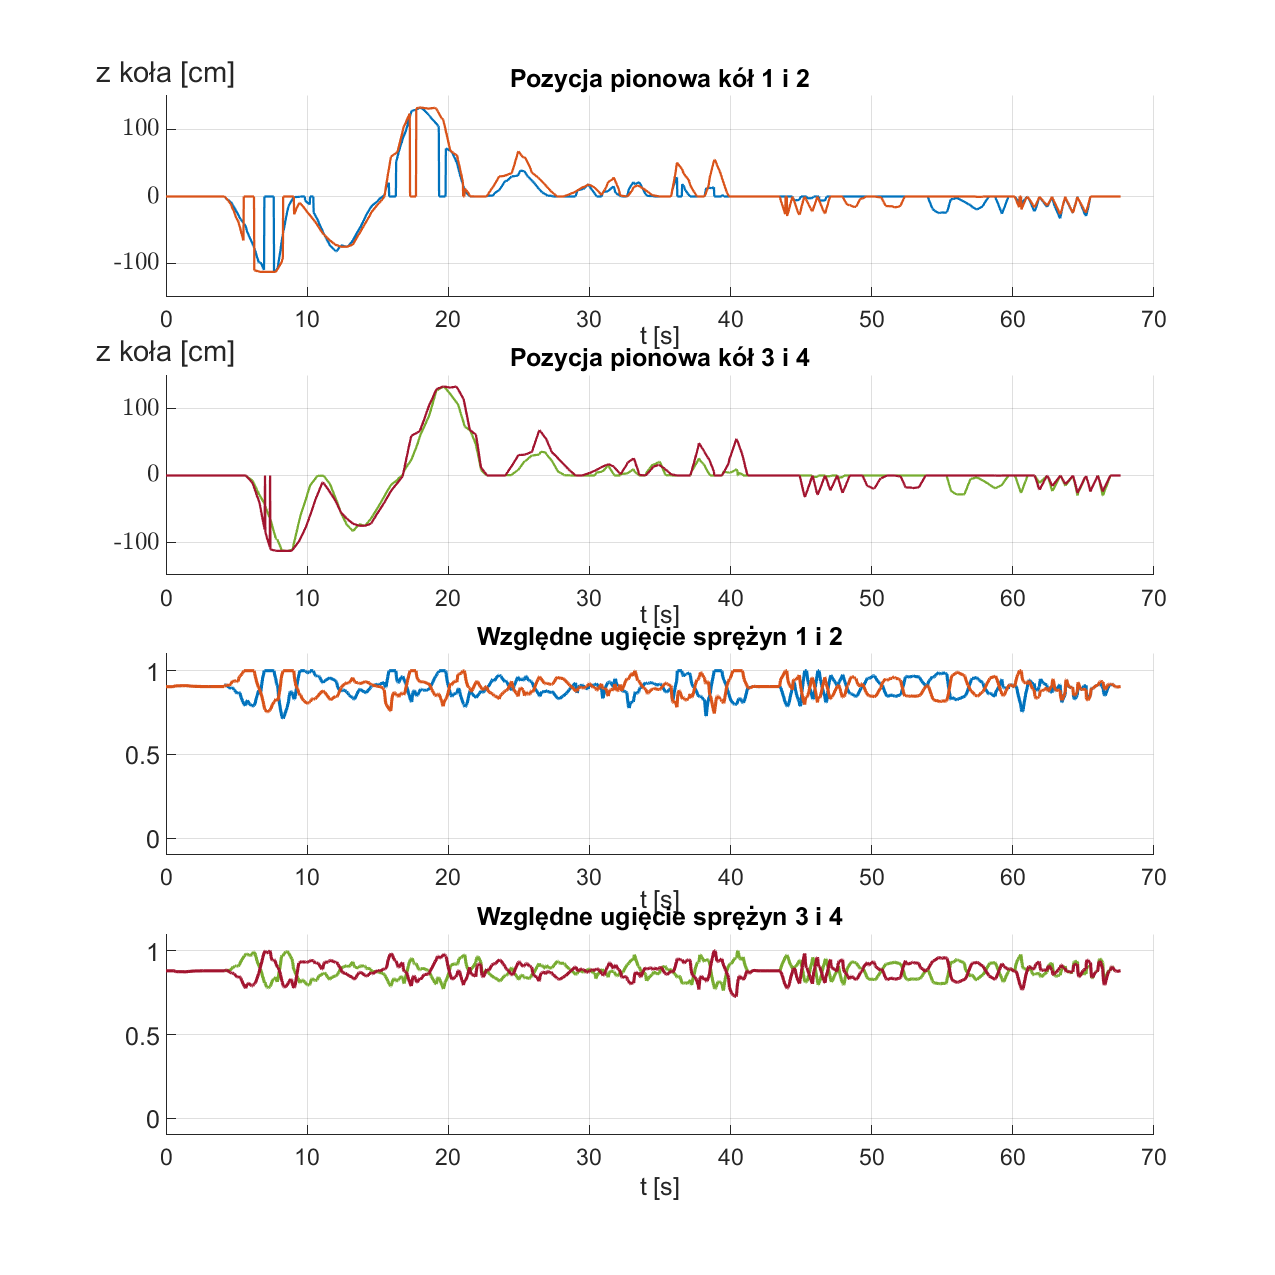 z koła [cm]
Pozycja pionowa kół 1 i 2
100
0
-100
0 10 20 30 40 50 60 70
t [s]
z koła [cm]
Pozycja pionowa kół 3 i 4
100
0
-100
0 10 20 30 40 50 60 70
t [s]
Względne ugięcie sprężyn 1 i 2
1
0.5
0
0 10 20 30 40 50 60 70
t [s]
Względne ugięcie sprężyn 3 i 4
1
0.5
0
0 10 20 30 40 50 60 70
t [s]